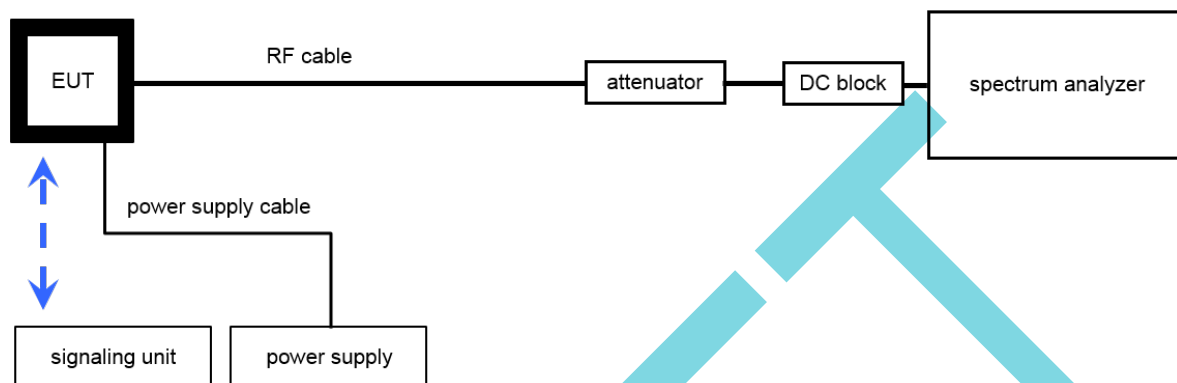 EUT
RF cable
attenuator
DC block
spectrum analyzer
power supply cable
signaling unit
power supply